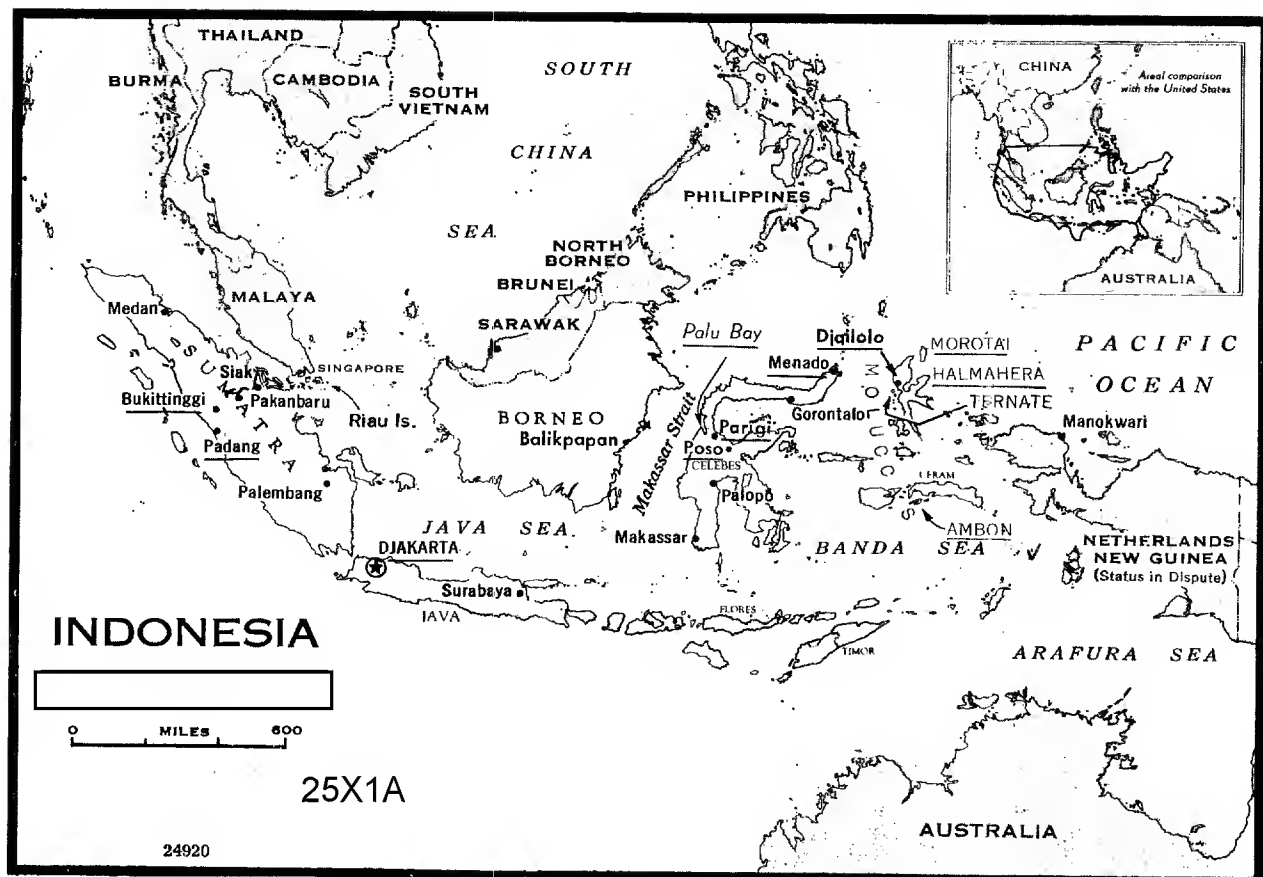 THAILAND
BURMA
CAMBODIA
SOUTH
VIETNAM
SOUTH
CHINA
SEA
PHILIPPINES
CHINA
Areal comparison
with the United States
AUSTRALIA
NORTH
BORNEO
BRUNEI
MALAYA
Medan
SARAWAK
SUMATRA
Siak
SINGAPORE
Bukittinggi
Pakanbaru
Riau Is.
Padang
Palembang
BORNEO
Balikpapan
Makassar Strait
Palu Bay
Menado
Djailolo
MOROTAI
HALMAHERA
TERNATE
PACIFIC
OCEAN
Gorontalo
MOLUCCAS
Manokwari
Parigi
Poso
CELEBES
Palopo
CERAM
AMBON
Makassar
JAVA SEA
BANDA SEA
NETHERLANDS
NEW GUINEA
(Status in Dispute)
DJAKARTA
Surabaya
JAVA
FLORES
TIMOR
ARAFURA SEA
INDONESIA
0 MILES 600
25X1A
24920
AUSTRALIA